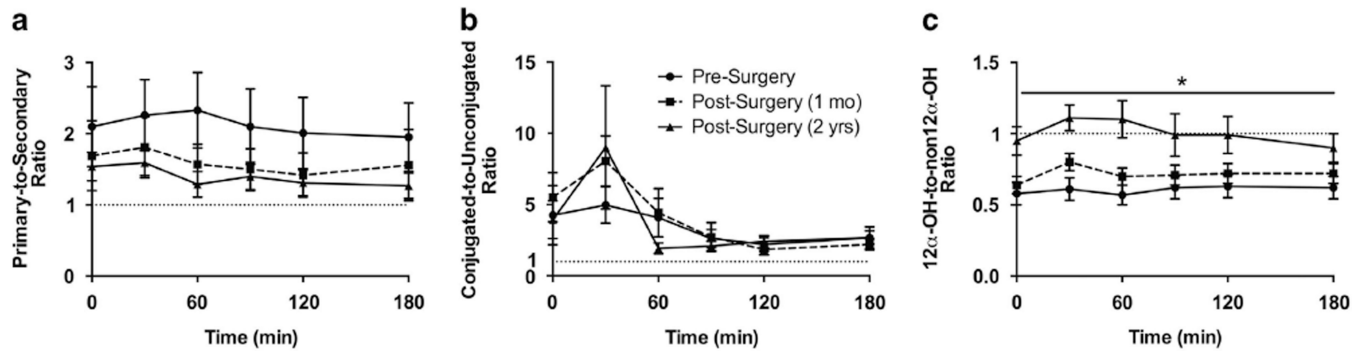 a
Primary-to-Secondary
Ratio
3
2
1
0
0
60
120
180
Time (min)
b
Conjugated-to-Unconjugated
Ratio
15
10
5
1
0
0
60
120
180
Time (min)
Pre-Surgery
Post-Surgery (1 mo)
Post-Surgery (2 yrs)
c
12α-OH-to-non12α-OH
Ratio
1.5
1
0.5
0.0
0
60
120
180
Time (min)
*